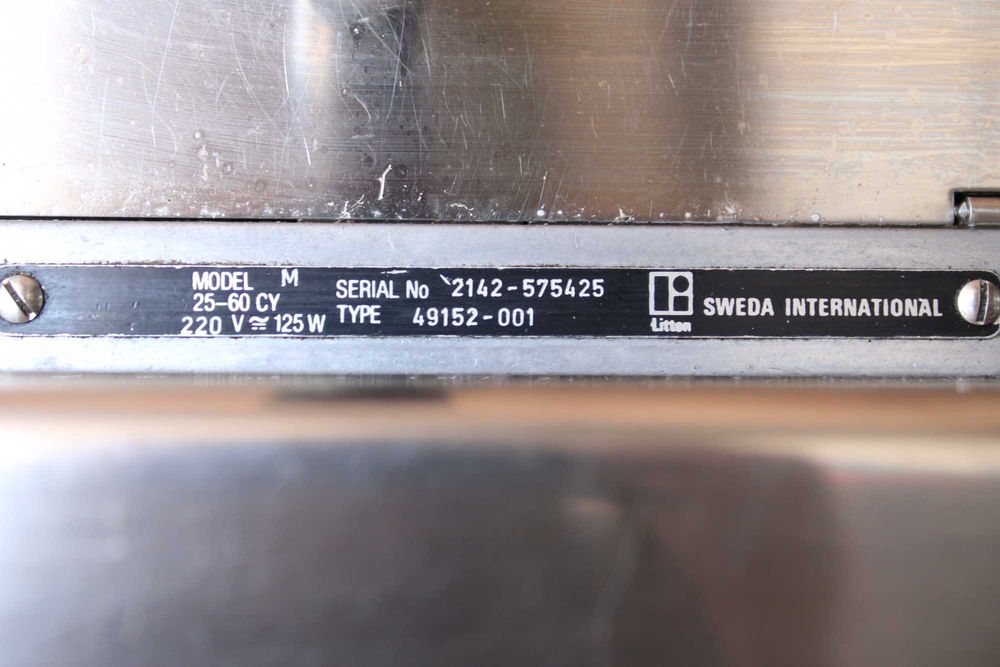 MODEL M
25-60 CY
220 V ≅ 125 W
SERIAL No 2142-575425
TYPE 49152-001
Litton
SWEDA INTERNATIONAL